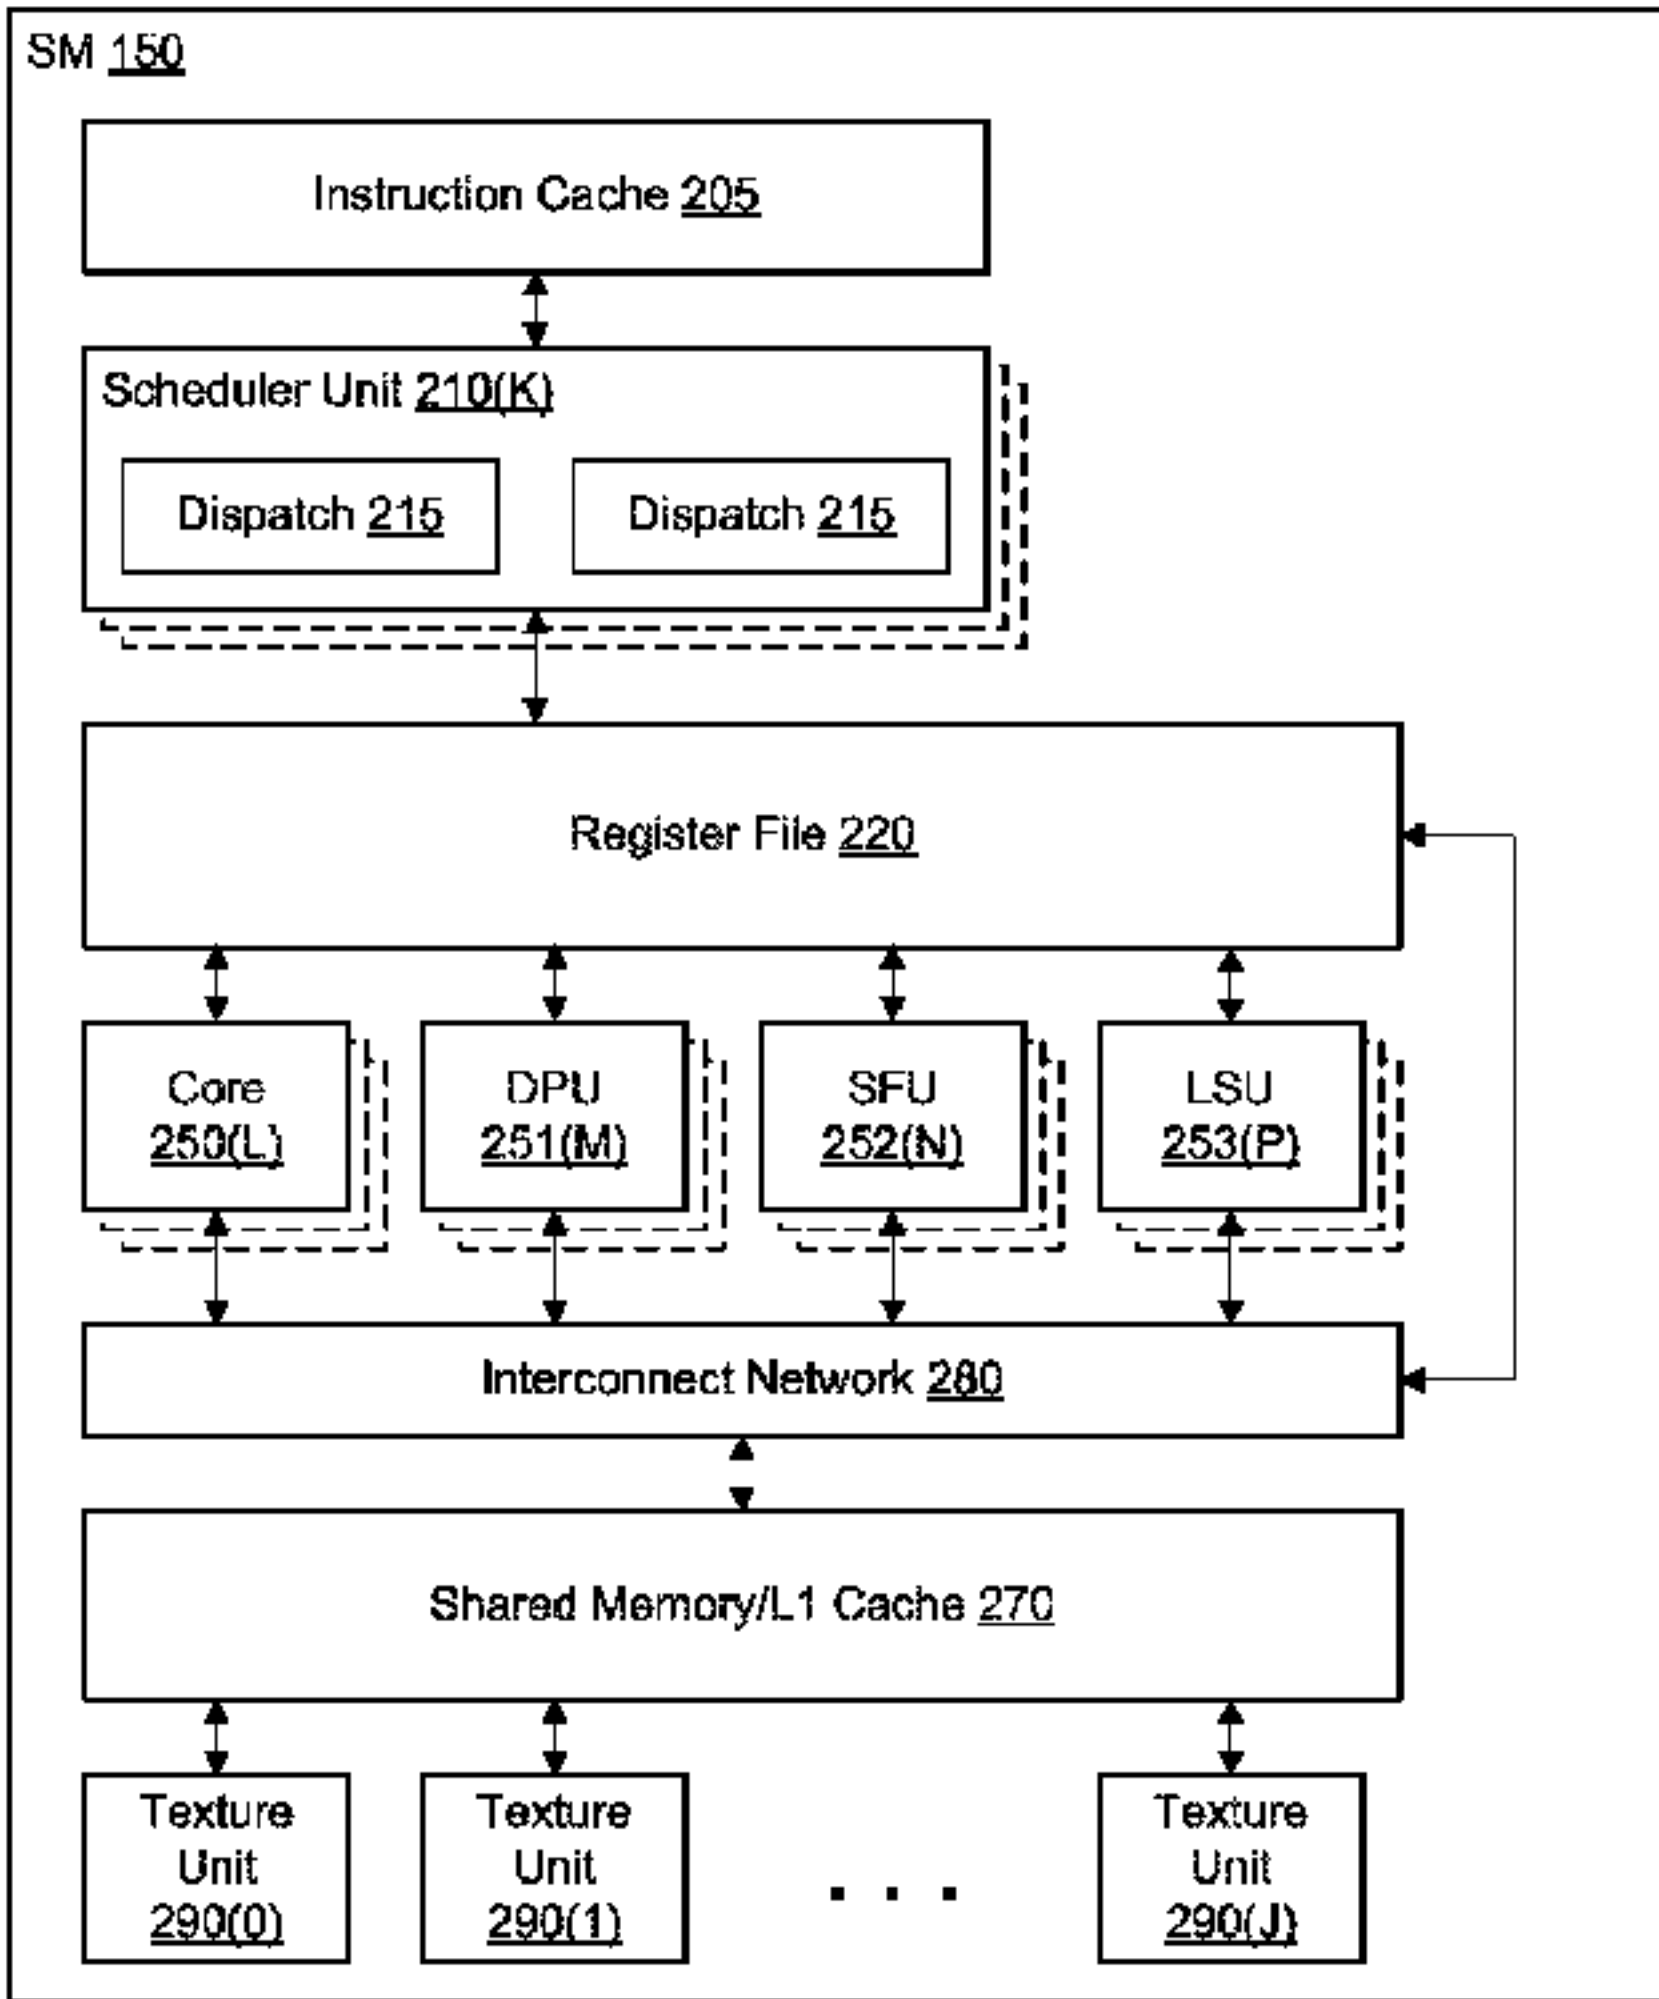 SM 150
Instruction Cache 205
Scheduler Unit 210(K)
Dispatch 215
Dispatch 215
Register File 220
Core
250(L)
DPU
251(M)
SFU
252(N)
LSU
253(P)
Interconnect Network 280
Shared Memory/L1 Cache 270
Texture
Unit
290(0)
Texture
Unit
290(1)
. . .
Texture
Unit
290(J)